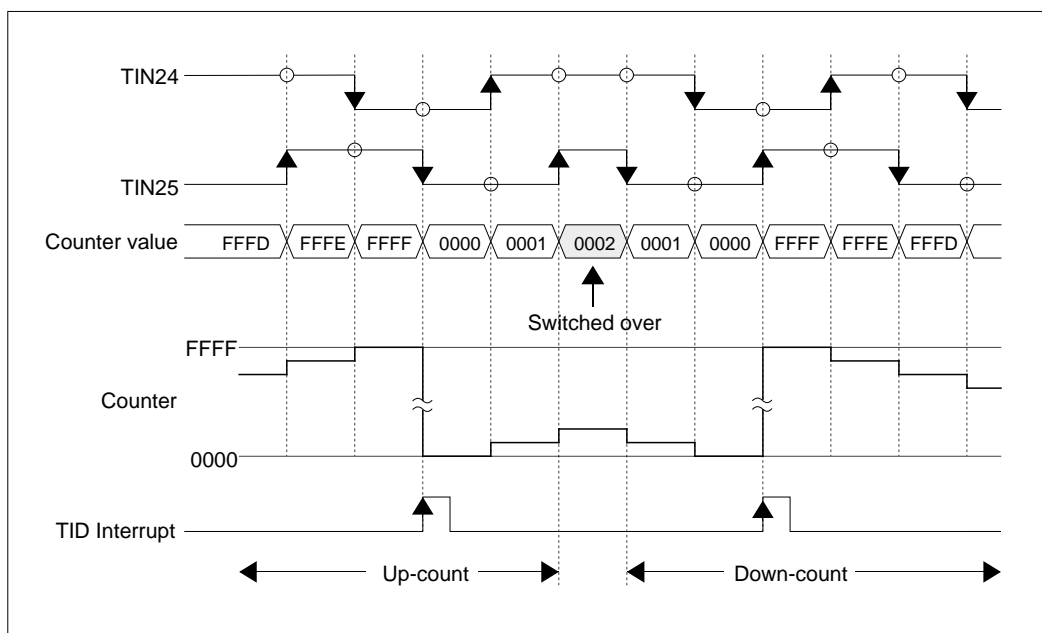 TIN24
TIN25
Counter value FFFD FFFE FFFF 0000 0001 0002 0001 0000 FFFF FFFE FFFD
Switched over
FFFF
Counter
0000
TID Interrupt
Up-count Down-count